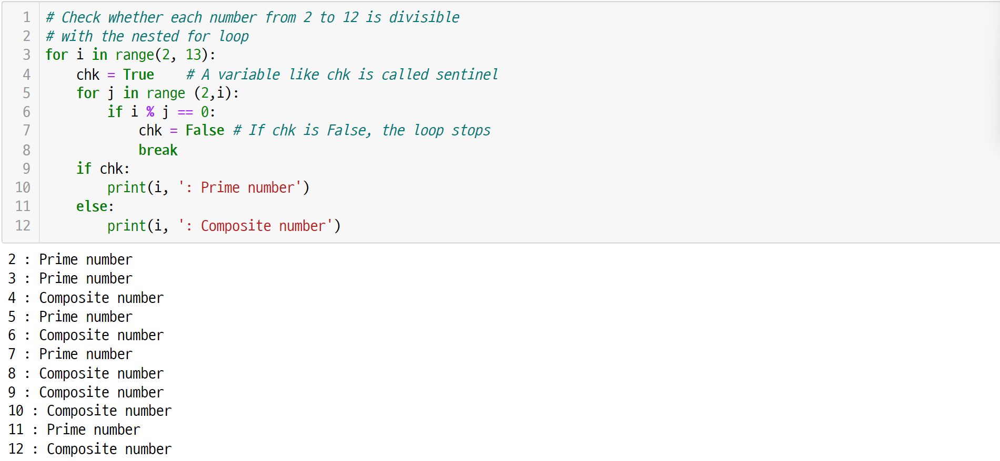 1 # Check whether each number from 2 to 12 is divisible
2 # with the nested for loop
3 for i in range(2, 13):
4     chk = True    # A variable like chk is called sentinel
5     for j in range (2,i):
6         if i % j == 0:
7             chk = False # If chk is False, the loop stops
8             break
9     if chk:
10         print(i, ': Prime number')
11     else:
12         print(i, ': Composite number')
2 : Prime number
3 : Prime number
4 : Composite number
5 : Prime number
6 : Composite number
7 : Prime number
8 : Composite number
9 : Composite number
10 : Composite number
11 : Prime number
12 : Composite number